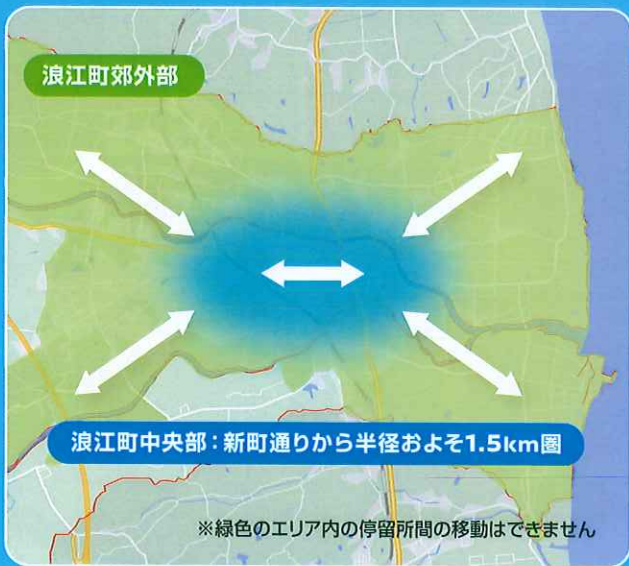 浪江町郊外部
浪江町中央部：新町通りから半径およそ1.5km圏
※緑色のエリア内の停留所間の移動はできません